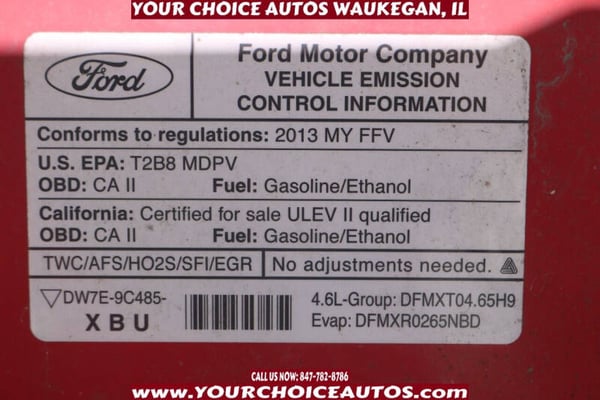 YOUR CHOICE AUTOS WAUKEGAN, IL
Ford
Ford Motor Company
VEHICLE EMISSION
CONTROL INFORMATION
Conforms to regulations: 2013 MY FFV
U.S. EPA: T2B8 MDPV
OBD: CA II Fuel: Gasoline/Ethanol
California: Certified for sale ULEV II qualified
OBD: CA II Fuel: Gasoline/Ethanol
TWC/AFS/HO2S/SFI/EGR No adjustments needed.
DW7E-9C485-
XBU
4.6L-Group: DFMXT04.65H9
Evap: DFMXR0265NBD
CALL US NOW: 847-782-8786
www.YOURCHOICEAUTOS.com